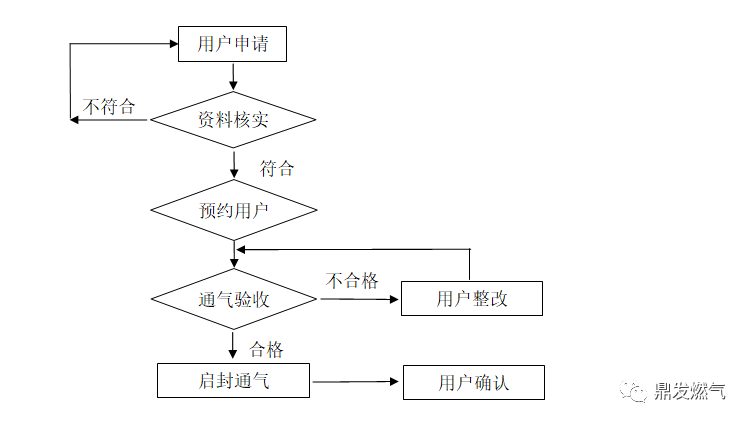 用户申请
不符合
资料核实
符合
预约用户
不合格
通气验收
用户整改
合格
启封通气
用户确认
鼎发燃气